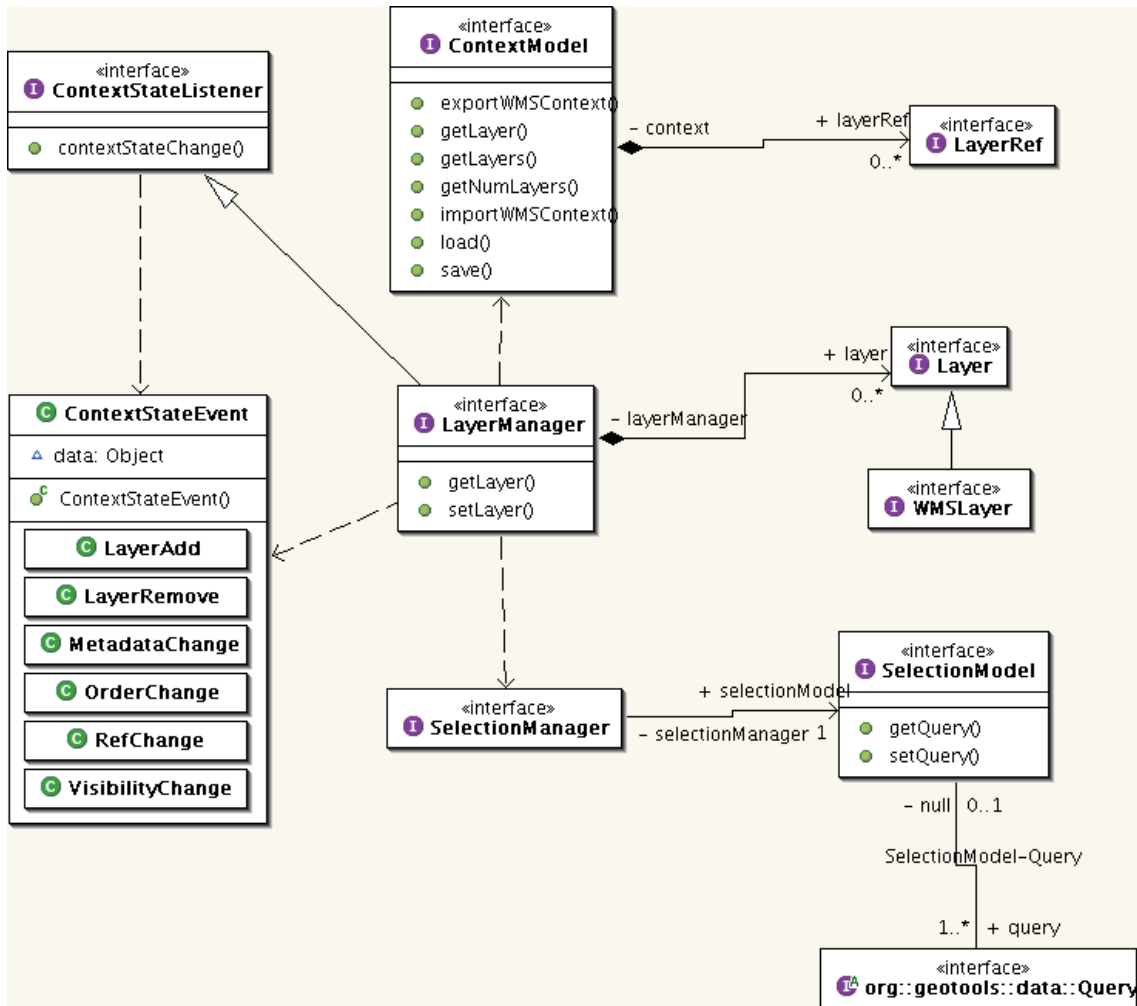 «interface»
I ContextStateListener
contextStateChange()
«interface»
I ContextModel
exportWMSContext()
getLayer()
getLayers()
getNumLayers()
importWMSContext()
load()
save()
– context
+ layerRef
0..*
«interface»
I LayerRef
C ContextStateEvent
data: Object
C ContextStateEvent()
C LayerAdd
C LayerRemove
C MetadataChange
C OrderChange
C RefChange
C VisibilityChange
«interface»
I LayerManager
getLayer()
setLayer()
– layerManager
+ layer
0..*
«interface»
I Layer
I WMSLayer
«interface»
I SelectionManager
+ selectionModel
– selectionManager 1
«interface»
I SelectionModel
getQuery()
setQuery()
– null 0..1
SelectionModel–Query
1..* + query
«interface»
I A org::geotools::data::Query